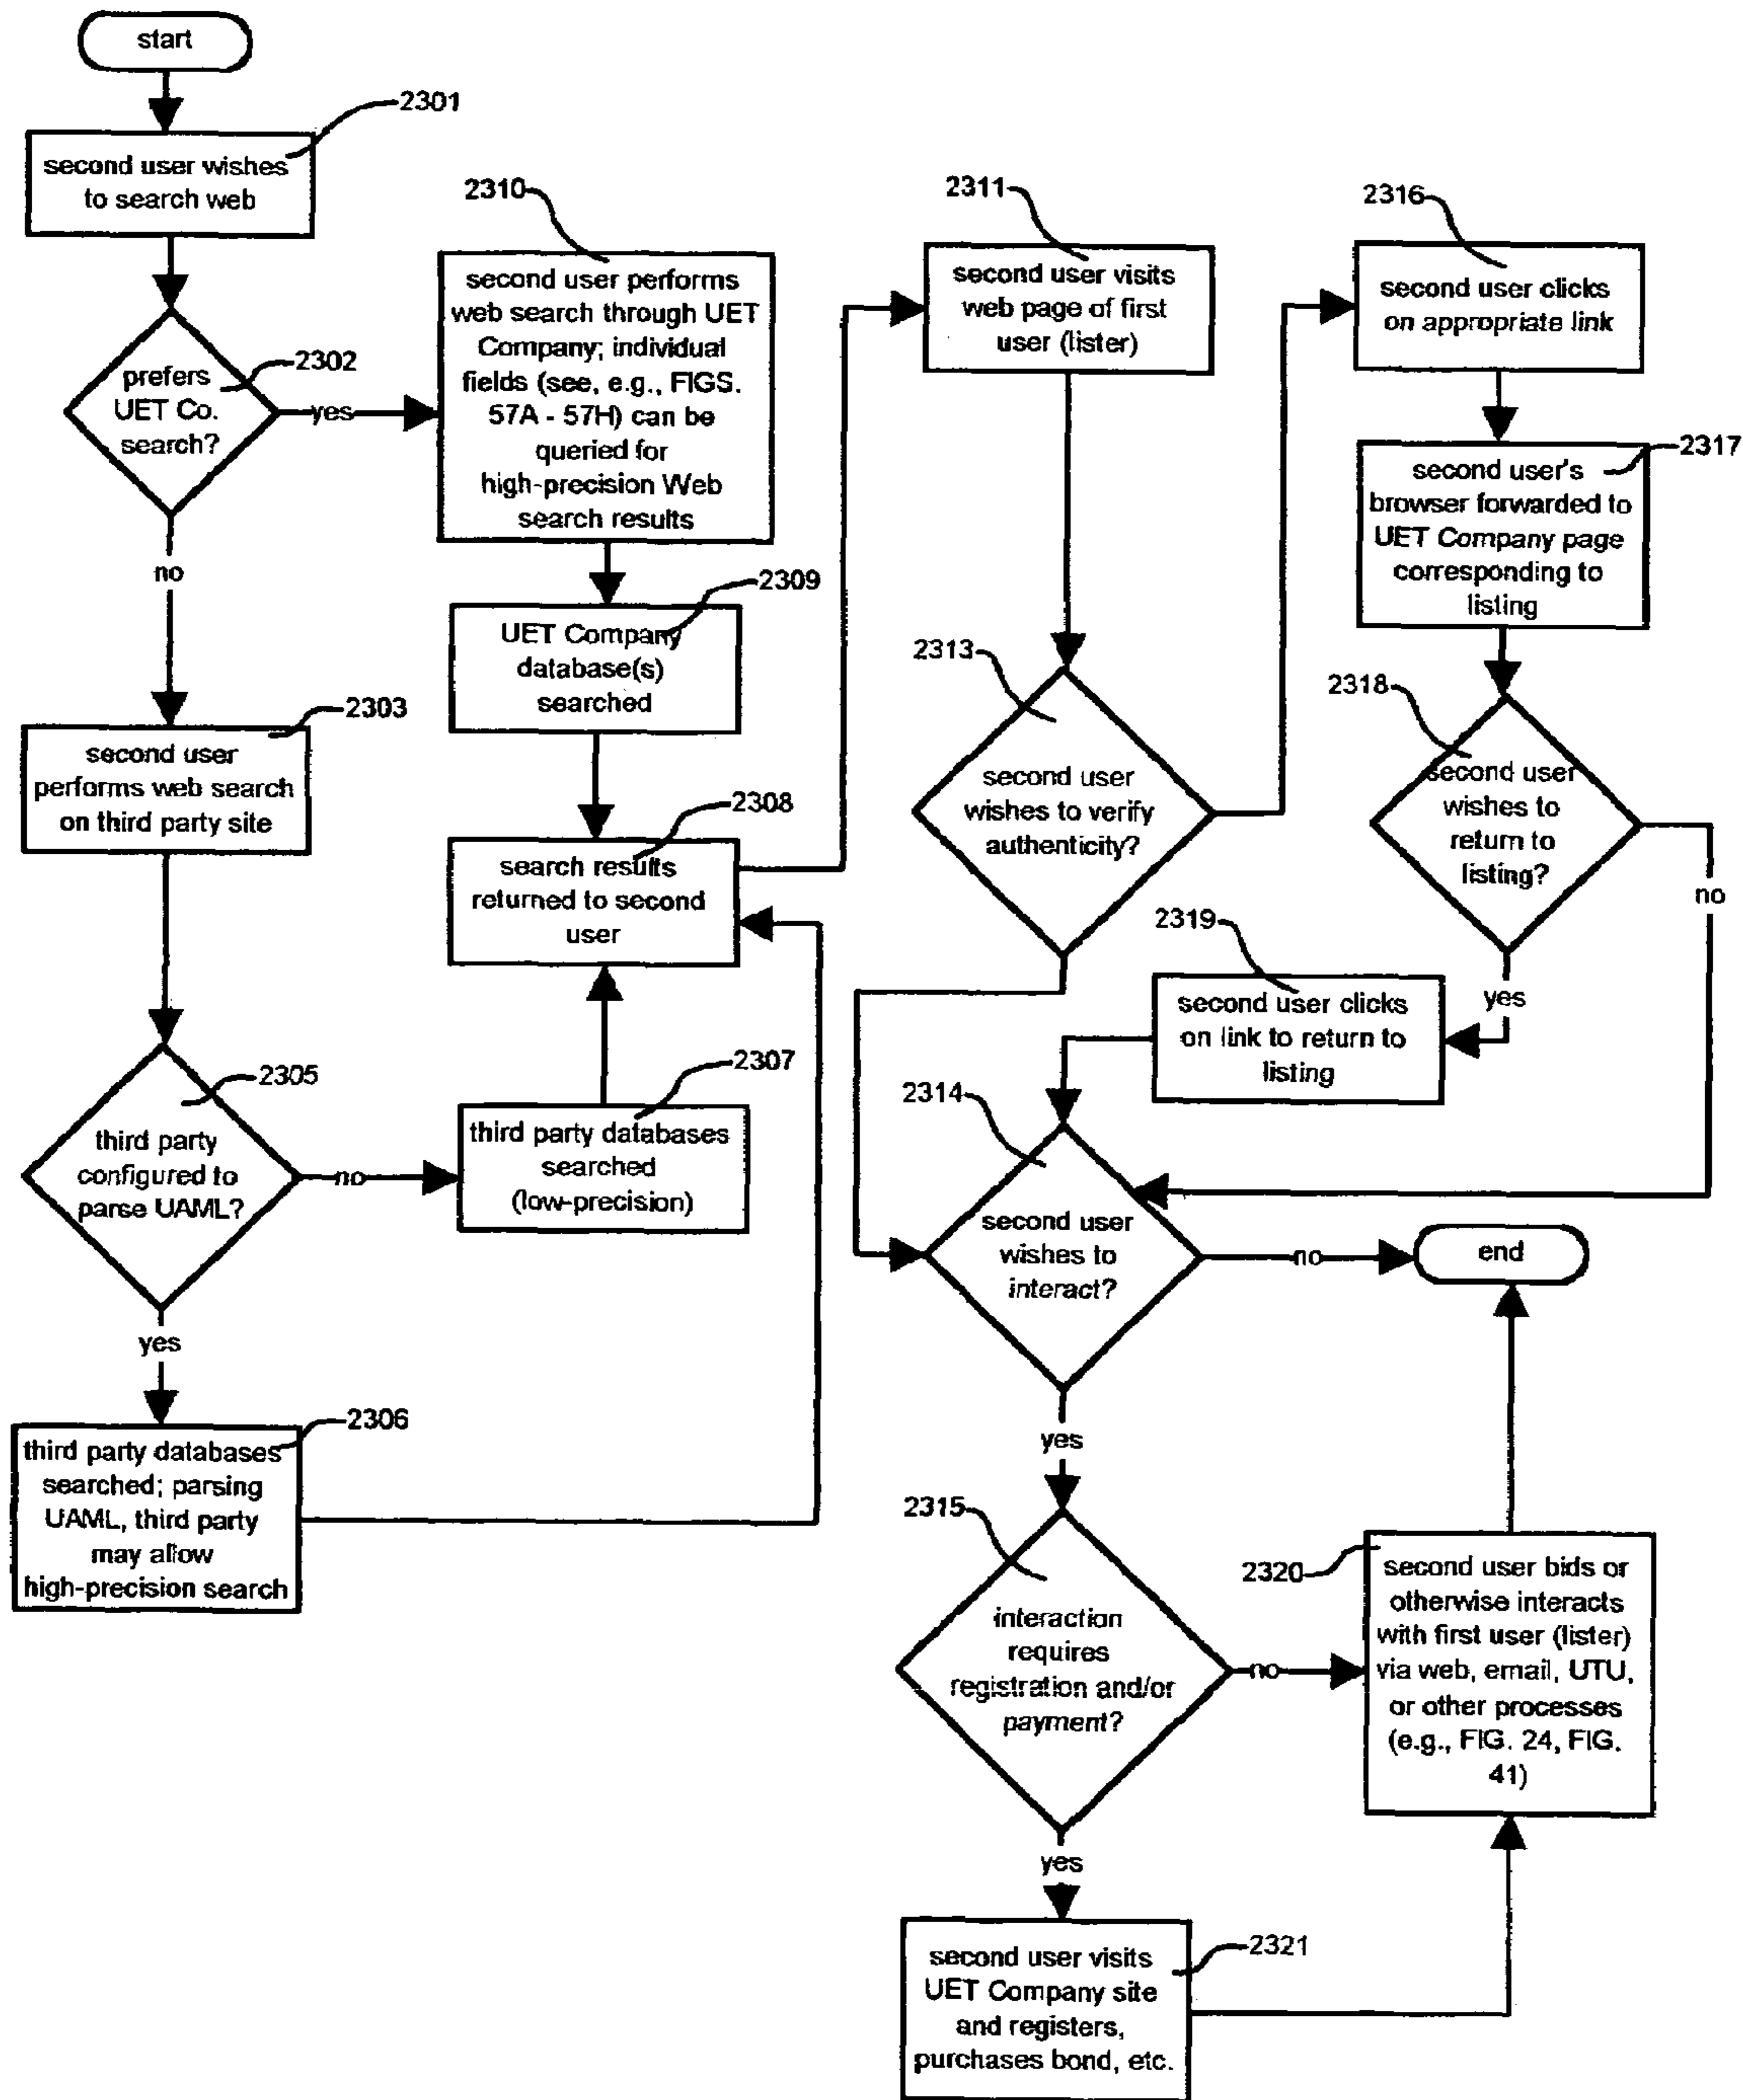 start
2301
second user wishes
to search web
2302
prefers
UET Co.
search?
yes
no
2310
second user performs
web search through UET
Company; individual
fields (see, e.g., FIGS.
57A - 57H) can be
queried for
high-precision Web
search results
2309
UET Company
database(s)
searched
2303
second user
performs web search
on third party site
2308
search results
returned to second
user
2305
third party
configured to
parse UAML?
no
yes
2307
third party databases
searched
(low-precision)
2306
third party databases
searched; parsing
UAML, third party
may allow
high-precision search
2311
second user visits
web page of first
user (lister)
2313
second user
wishes to verify
authenticity?
2316
second user clicks
on appropriate link
2317
second user's
browser forwarded to
UET Company page
corresponding to
listing
2318
second user
wishes to
return to
listing?
no
yes
2319
second user clicks
on link to return to
listing
2314
second user
wishes to
interact?
no
end
yes
2315
interaction
requires
registration and/or
payment?
no
yes
2320
second user bids or
otherwise interacts
with first user (lister)
via web, email, UTU,
or other processes
(e.g., FIG. 24, FIG.
41)
2321
second user visits
UET Company site
and registers,
purchases bond, etc.